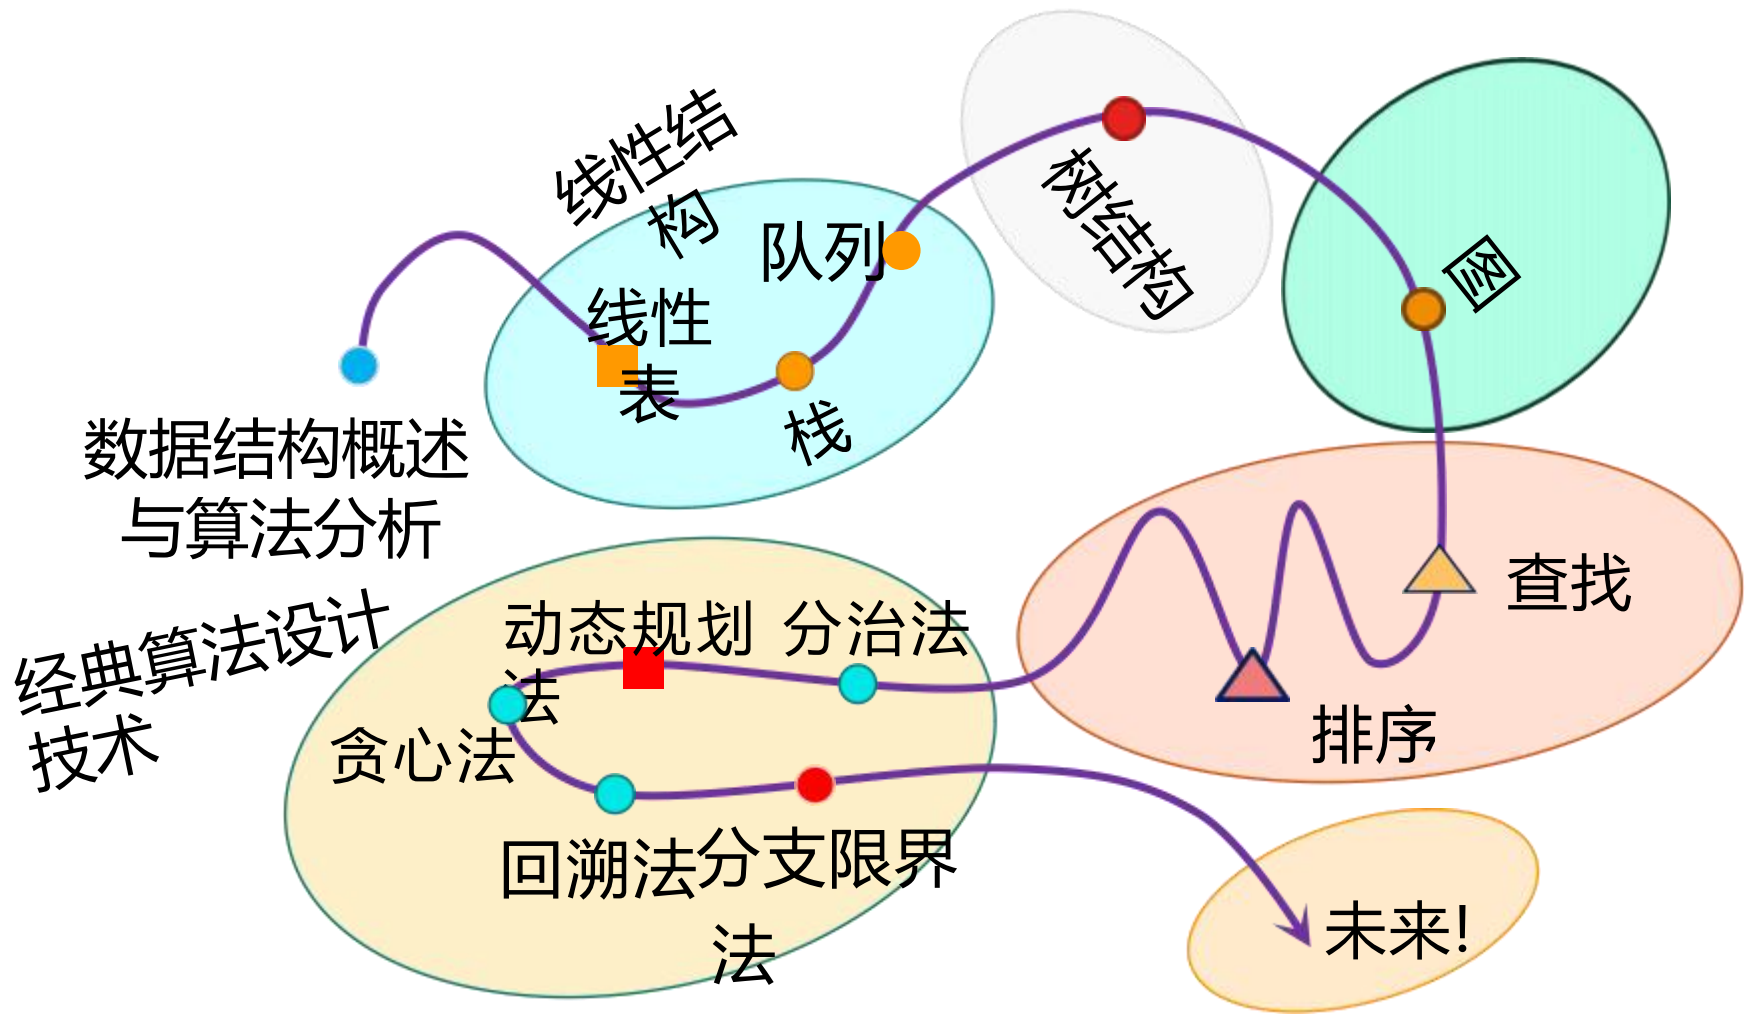 线性结
构
队列
线性
表
栈
树结构
图
数据结构概述
与算法分析
经典算法设计
技术
动态规划
法
分治法
贪心法
回溯法
分支限界
法
查找
排序
未来!